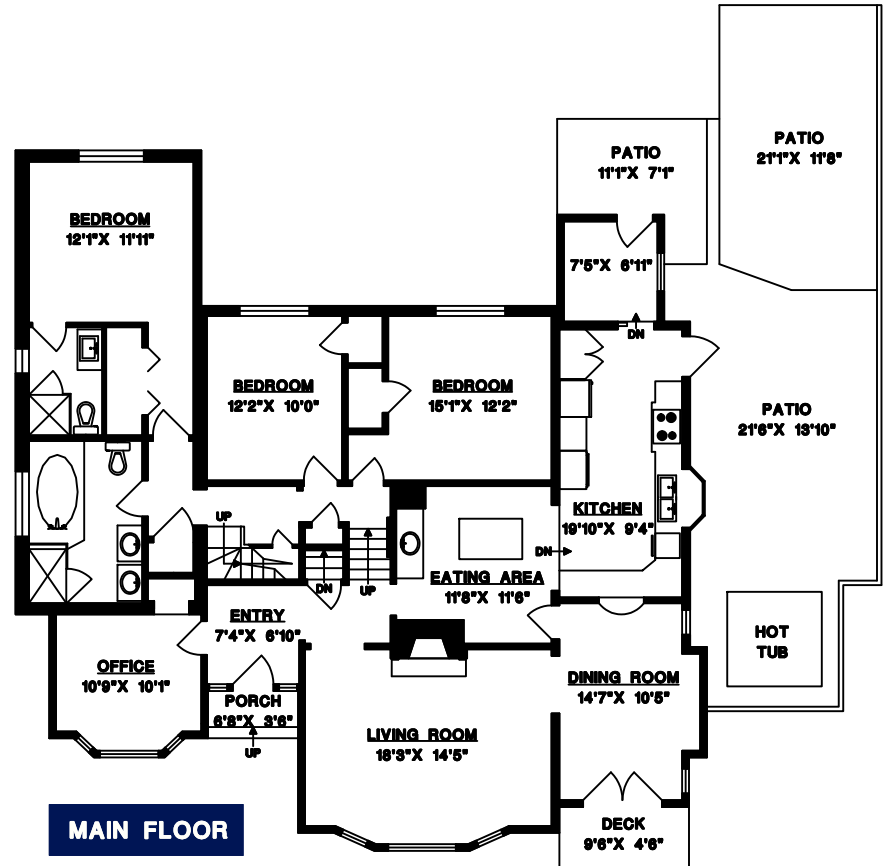 PATIO
21'1"X 11'8"
PATIO
11'1"X 7'1"
BEDROOM
12'1"X 11'11"
7'5"X 6'11"
DN
BEDROOM
12'2"X 10'0"
BEDROOM
15'1"X 12'2"
PATIO
21'6"X 13'10"
KITCHEN
19'10"X 9'4"
UP
DN
EATING AREA
11'8"X 11'6"
DN
UP
ENTRY
7'4"X 6'10"
HOT
TUB
OFFICE
10'9"X 10'1"
DINING ROOM
14'7"X 10'5"
PORCH
6'8"X 3'6"
UP
LIVING ROOM
18'3"X 14'5"
MAIN FLOOR
DECK
9'6"X 4'6"